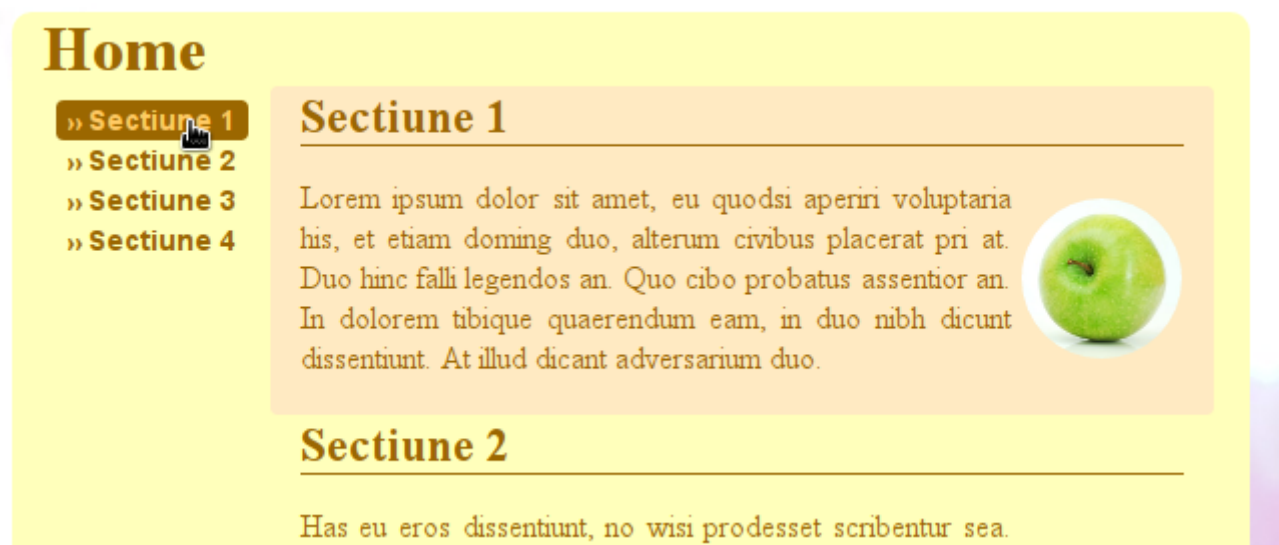 Home
›› Sectiune 1
›› Sectiune 2
›› Sectiune 3
›› Sectiune 4
Sectiune 1
Lorem ipsum dolor sit amet, eu quodsi aperiri voluptaria
his, et etiam doming duo, alterum civibus placerat pri at.
Duo hinc falli legendos an. Quo cibo probatus assentior an.
In dolorem tibique quaerendum eam, in duo nibh dicunt
dissentiunt. At illud dicant adversarium duo.
Sectiune 2
Has eu eros dissentiunt, no wisi prodesset scribentur sea.